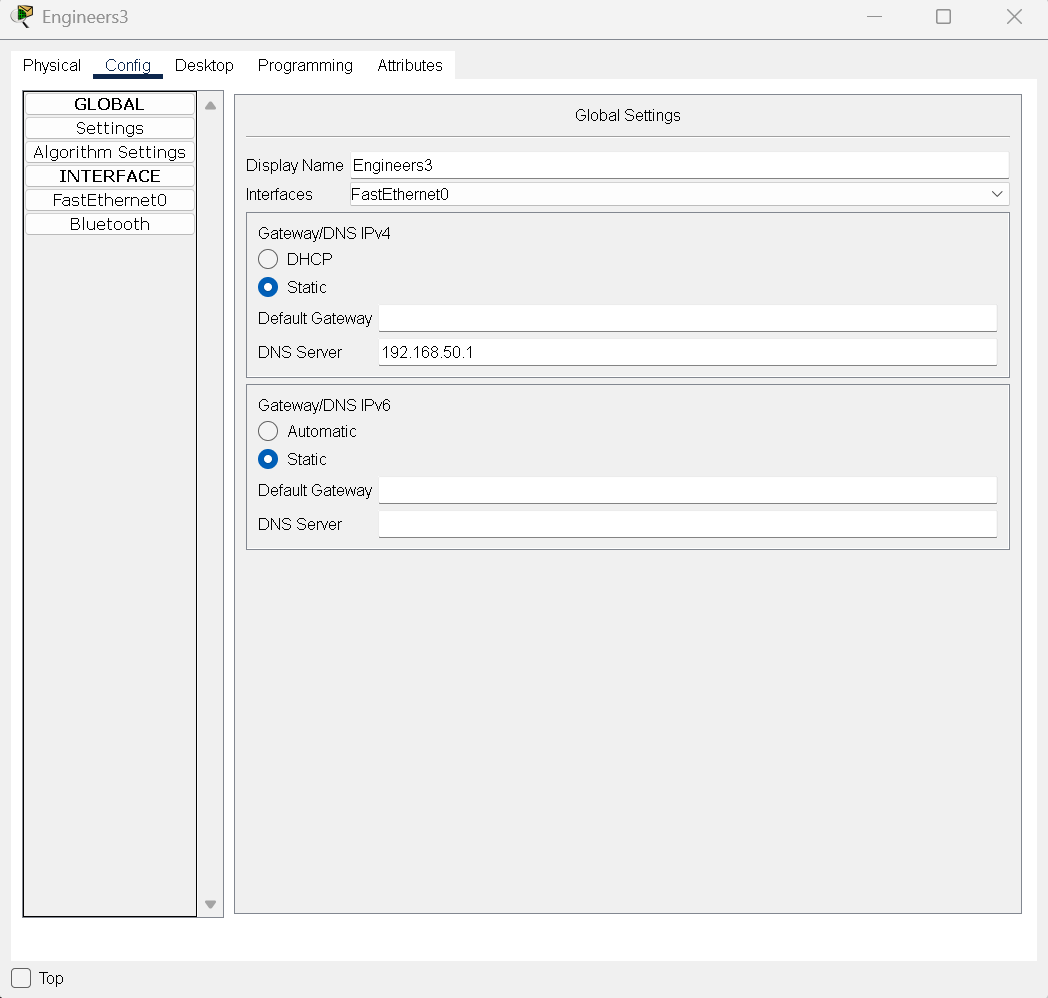 Engineers3
Physical Config Desktop Programming Attributes
GLOBAL
Settings
Algorithm Settings
INTERFACE
FastEthernet0
Bluetooth
Global Settings
Display Name Engineers3
Interfaces FastEthernet0
Gateway/DNS IPv4
DHCP
Static
Default Gateway
DNS Server 192.168.50.1
Gateway/DNS IPv6
Automatic
Static
Default Gateway
DNS Server
Top